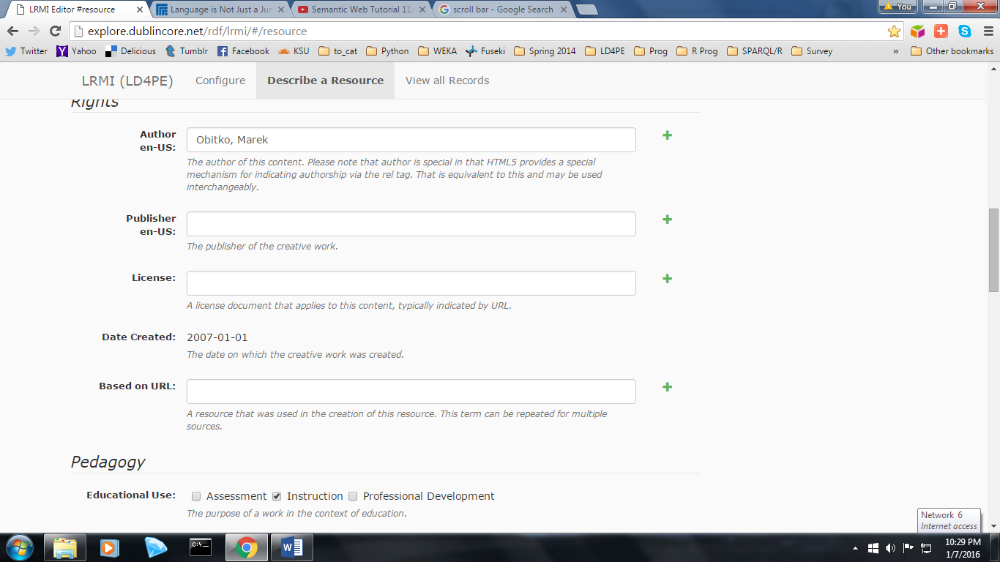 LRMI Editor #resource
Language is Not Just a Jum
Semantic Web Tutorial 11/
scroll bar - Google Search
You
explore.dublincore.net/rdf/lrmi/#/resource
Twitter Yahoo Delicious Tumblr Facebook KSU to_cat Python WEKA Fuseki Spring 2014 LD4PE Prog R Prog SPARQL/R Survey » Other bookmarks
LRMI (LD4PE) Configure Describe a Resource View all Records
Rights
Author
en-US:
Obitko, Marek
The author of this content. Please note that author is special in that HTML5 provides a special
mechanism for indicating authorship via the rel tag. That is equivalent to this and may be used
interchangeably.
Publisher
en-US:
The publisher of the creative work.
License:
A license document that applies to this content, typically indicated by URL.
Date Created: 2007-01-01
The date on which the creative work was created.
Based on URL:
A resource that was used in the creation of this resource. This term can be repeated for multiple
sources.
Pedagogy
Educational Use: Assessment Instruction Professional Development
The purpose of a work in the context of education.
Network 6
Internet access
C:\
10:29 PM
1/7/2016